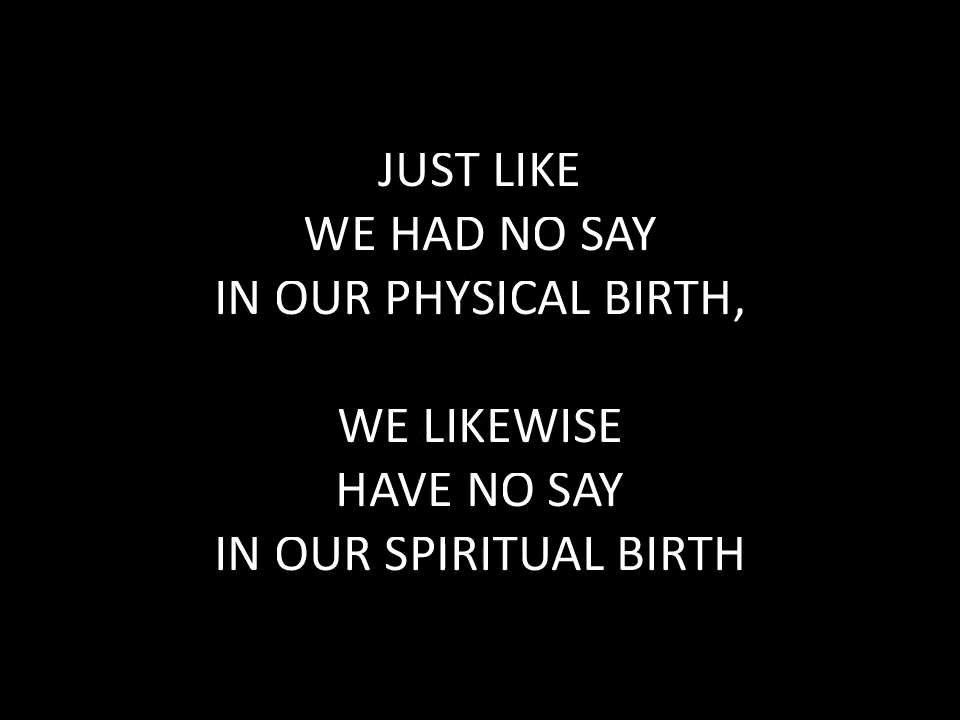 JUST LIKE
WE HAD NO SAY
IN OUR PHYSICAL BIRTH,
WE LIKEWISE
HAVE NO SAY
IN OUR SPIRITUAL BIRTH